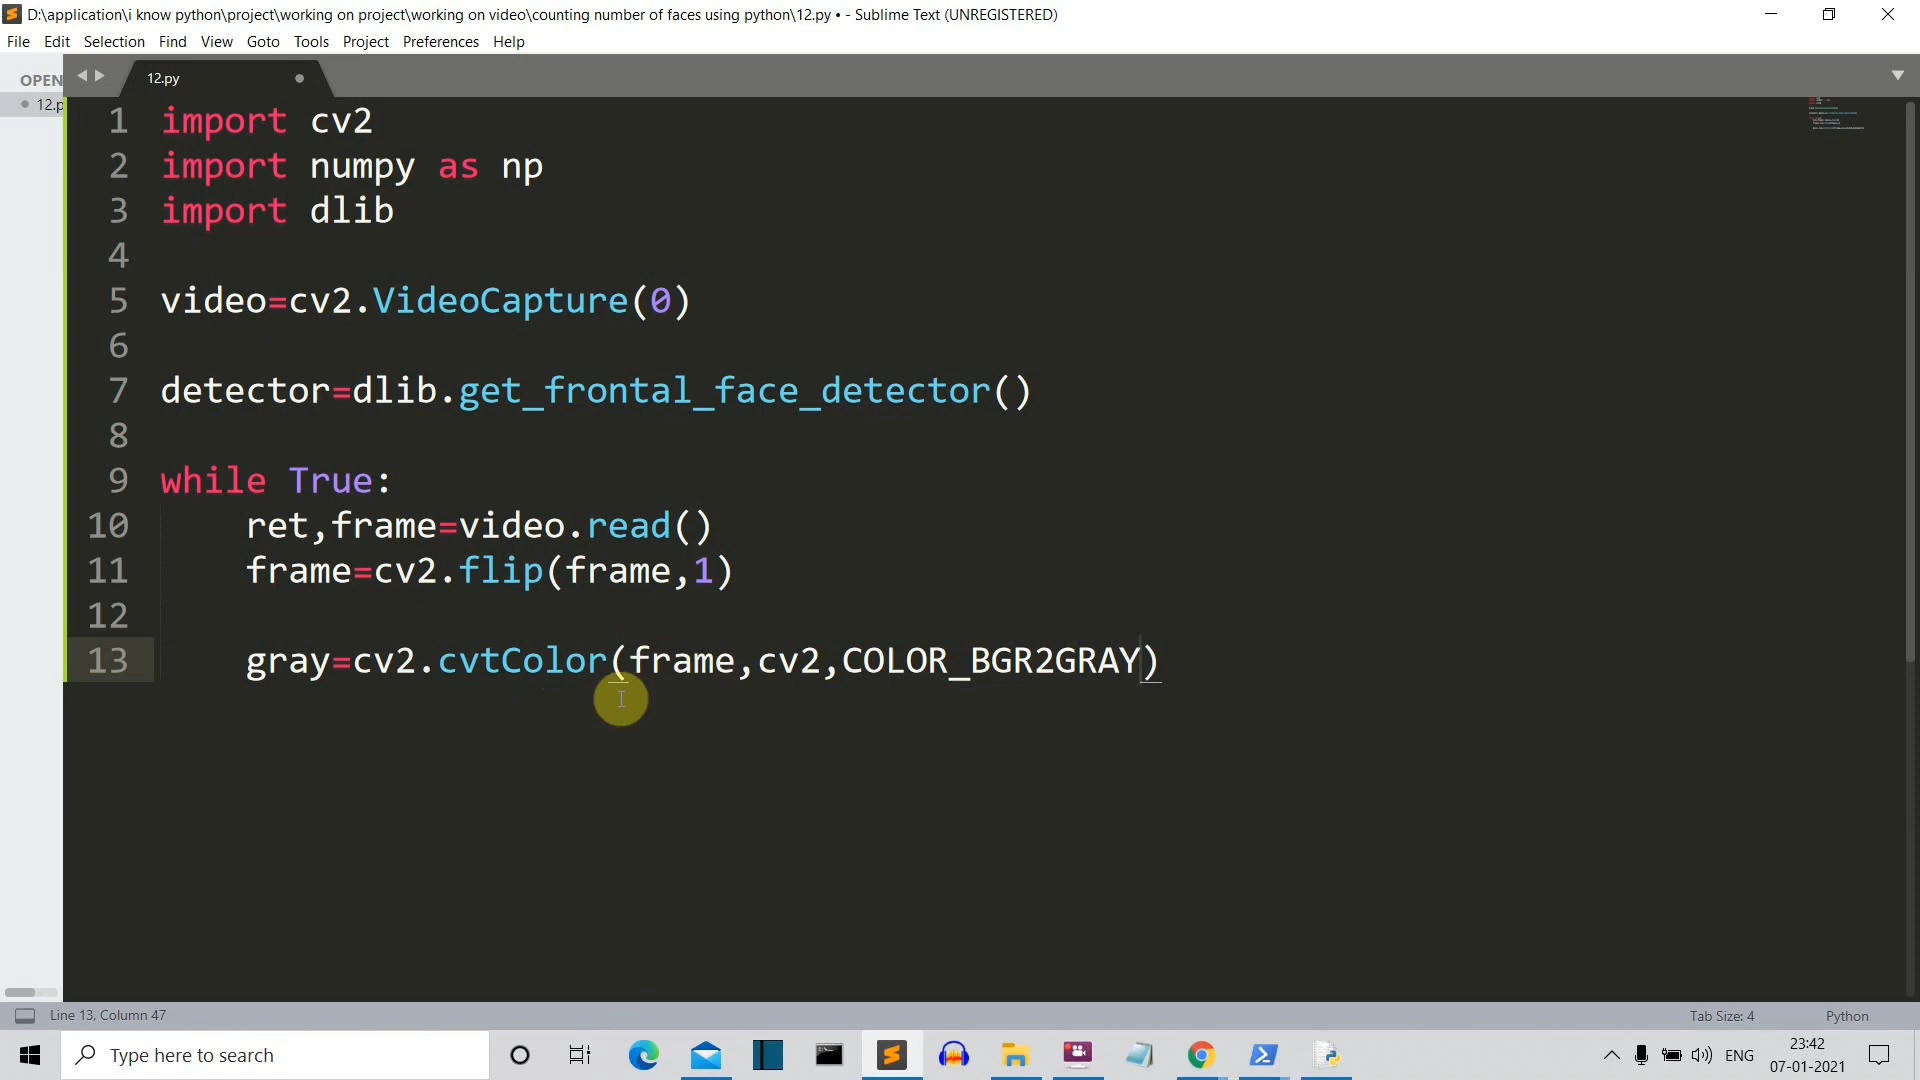 D:\application\i know python\project\working on project\working on video\counting number of faces using python\12.py • - Sublime Text (UNREGISTERED)
File Edit Selection Find View Goto Tools Project Preferences Help
OPEN
12.py
12.p
1 import cv2
2 import numpy as np
3 import dlib
4
5 video=cv2.VideoCapture(0)
6
7 detector=dlib.get_frontal_face_detector()
8
9 while True:
10 ret,frame=video.read()
11 frame=cv2.flip(frame,1)
12
13 gray=cv2.cvtColor(frame,cv2,COLOR_BGR2GRAY)
Line 13, Column 47
Tab Size: 4
Python
Type here to search
ENG
23:42
07-01-2021